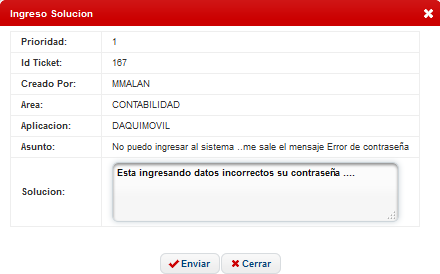 Ingreso Solucion
Prioridad: 1
Id Ticket: 167
Creado Por: MMALAN
Area: CONTABILIDAD
Aplicacion: DAQUIMOVIL
Asunto: No puedo ingresar al sistema ..me sale el mensaje Error de contraseña
Solucion: Esta ingresando datos incorrectos su contraseña ....
Enviar Cerrar